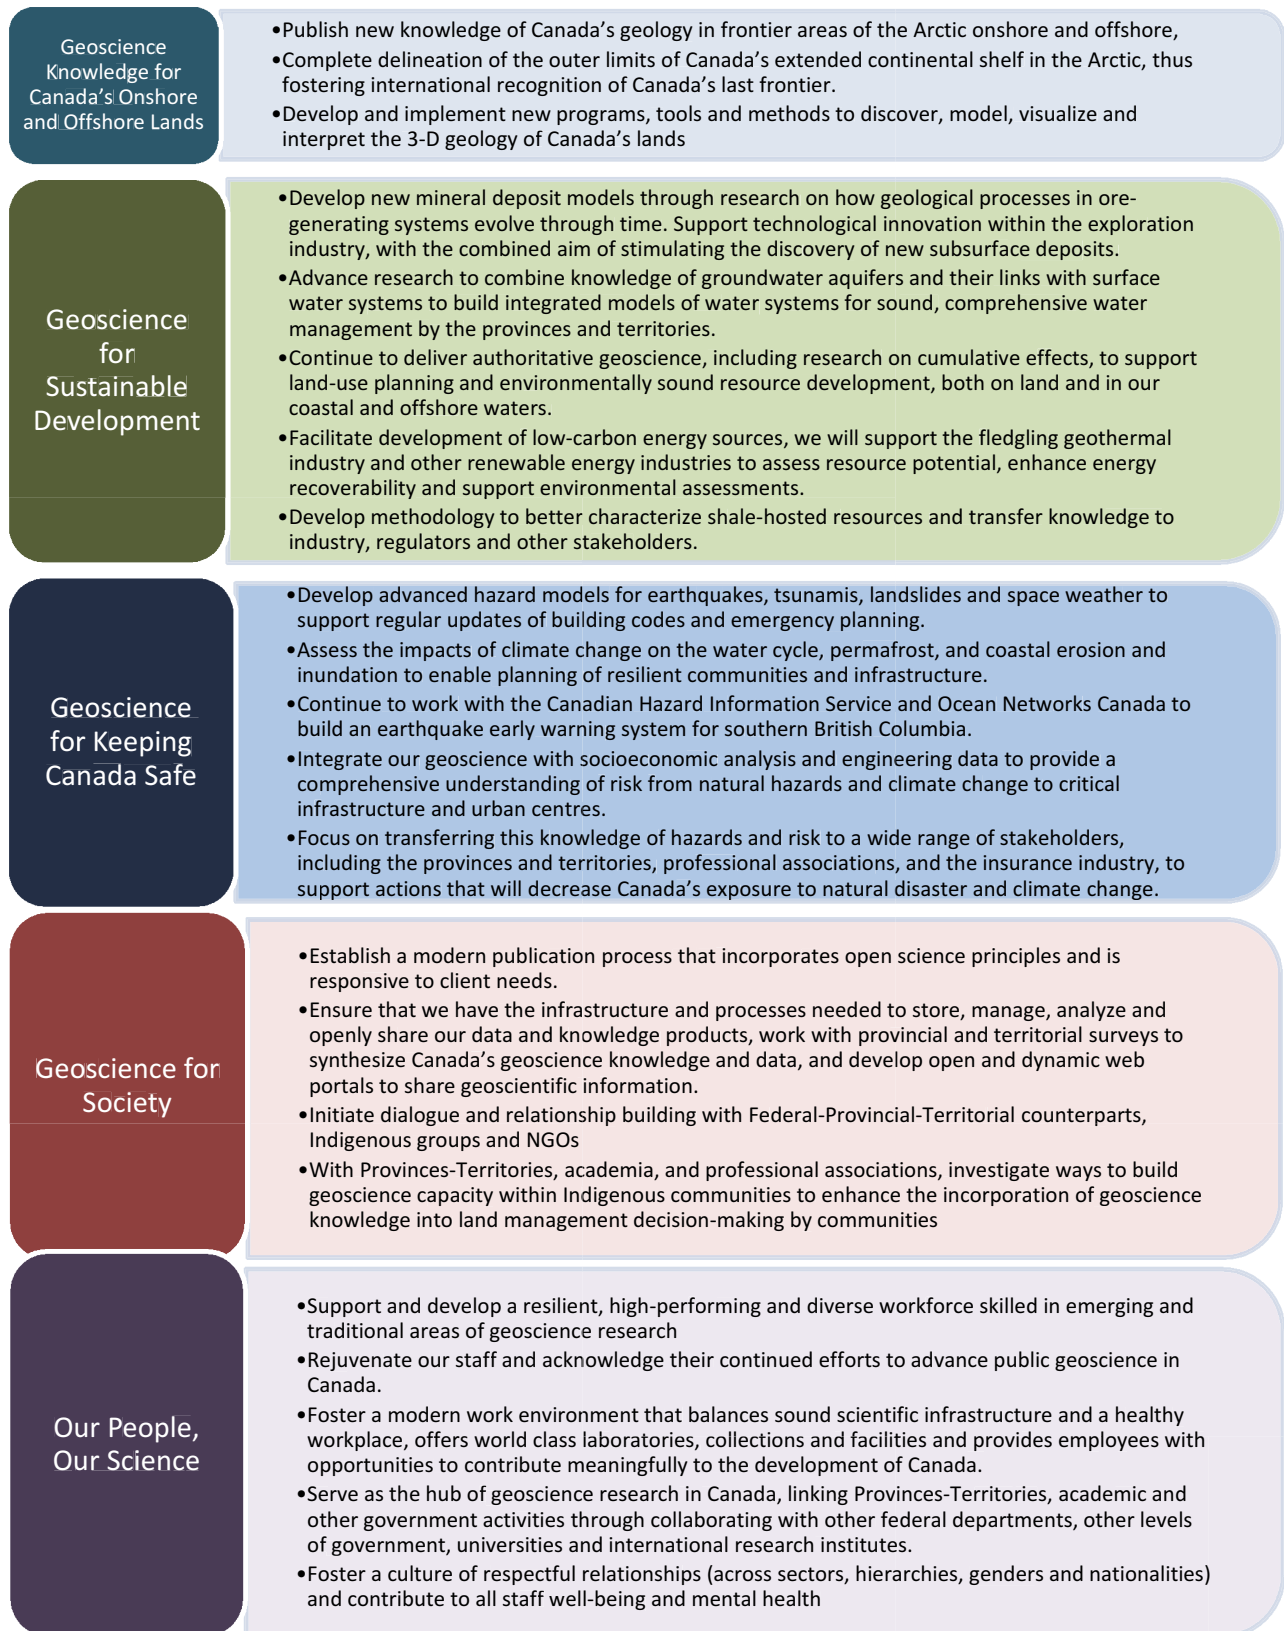 Geoscience
Knowledge for
Canada's Onshore
and Offshore Lands
•Publish new knowledge of Canada's geology in frontier areas of the Arctic onshore and offshore,
•Complete delineation of the outer limits of Canada's extended continental shelf in the Arctic, thus
fostering international recognition of Canada's last frontier.
•Develop and implement new programs, tools and methods to discover, model, visualize and
interpret the 3-D geology of Canada's lands
Geoscience
for
Sustainable
Development
•Develop new mineral deposit models through research on how geological processes in ore-
generating systems evolve through time. Support technological innovation within the exploration
industry, with the combined aim of stimulating the discovery of new subsurface deposits.
•Advance research to combine knowledge of groundwater aquifers and their links with surface
water systems to build integrated models of water systems for sound, comprehensive water
management by the provinces and territories.
•Continue to deliver authoritative geoscience, including research on cumulative effects, to support
land-use planning and environmentally sound resource development, both on land and in our
coastal and offshore waters.
•Facilitate development of low-carbon energy sources, we will support the fledgling geothermal
industry and other renewable energy industries to assess resource potential, enhance energy
recoverability and support environmental assessments.
•Develop methodology to better characterize shale-hosted resources and transfer knowledge to
industry, regulators and other stakeholders.
Geoscience
for Keeping
Canada Safe
•Develop advanced hazard models for earthquakes, tsunamis, landslides and space weather to
support regular updates of building codes and emergency planning.
•Assess the impacts of climate change on the water cycle, permafrost, and coastal erosion and
inundation to enable planning of resilient communities and infrastructure.
•Continue to work with the Canadian Hazard Information Service and Ocean Networks Canada to
build an earthquake early warning system for southern British Columbia.
•Integrate our geoscience with socioeconomic analysis and engineering data to provide a
comprehensive understanding of risk from natural hazards and climate change to critical
infrastructure and urban centres.
•Focus on transferring this knowledge of hazards and risk to a wide range of stakeholders,
including the provinces and territories, professional associations, and the insurance industry, to
support actions that will decrease Canada's exposure to natural disaster and climate change.
Geoscience for
Society
•Establish a modern publication process that incorporates open science principles and is
responsive to client needs.
•Ensure that we have the infrastructure and processes needed to store, manage, analyze and
openly share our data and knowledge products, work with provincial and territorial surveys to
synthesize Canada's geoscience knowledge and data, and develop open and dynamic web
portals to share geoscientific information.
•Initiate dialogue and relationship building with Federal-Provincial-Territorial counterparts,
Indigenous groups and NGOs
•With Provinces-Territories, academia, and professional associations, investigate ways to build
geoscience capacity within Indigenous communities to enhance the incorporation of geoscience
knowledge into land management decision-making by communities
Our People,
Our Science
•Support and develop a resilient, high-performing and diverse workforce skilled in emerging and
traditional areas of geoscience research
•Rejuvenate our staff and acknowledge their continued efforts to advance public geoscience in
Canada.
•Foster a modern work environment that balances sound scientific infrastructure and a healthy
workplace, offers world class laboratories, collections and facilities and provides employees with
opportunities to contribute meaningfully to the development of Canada.
•Serve as the hub of geoscience research in Canada, linking Provinces-Territories, academic and
other government activities through collaborating with other federal departments, other levels
of government, universities and international research institutes.
•Foster a culture of respectful relationships (across sectors, hierarchies, genders and nationalities)
and contribute to all staff well-being and mental health